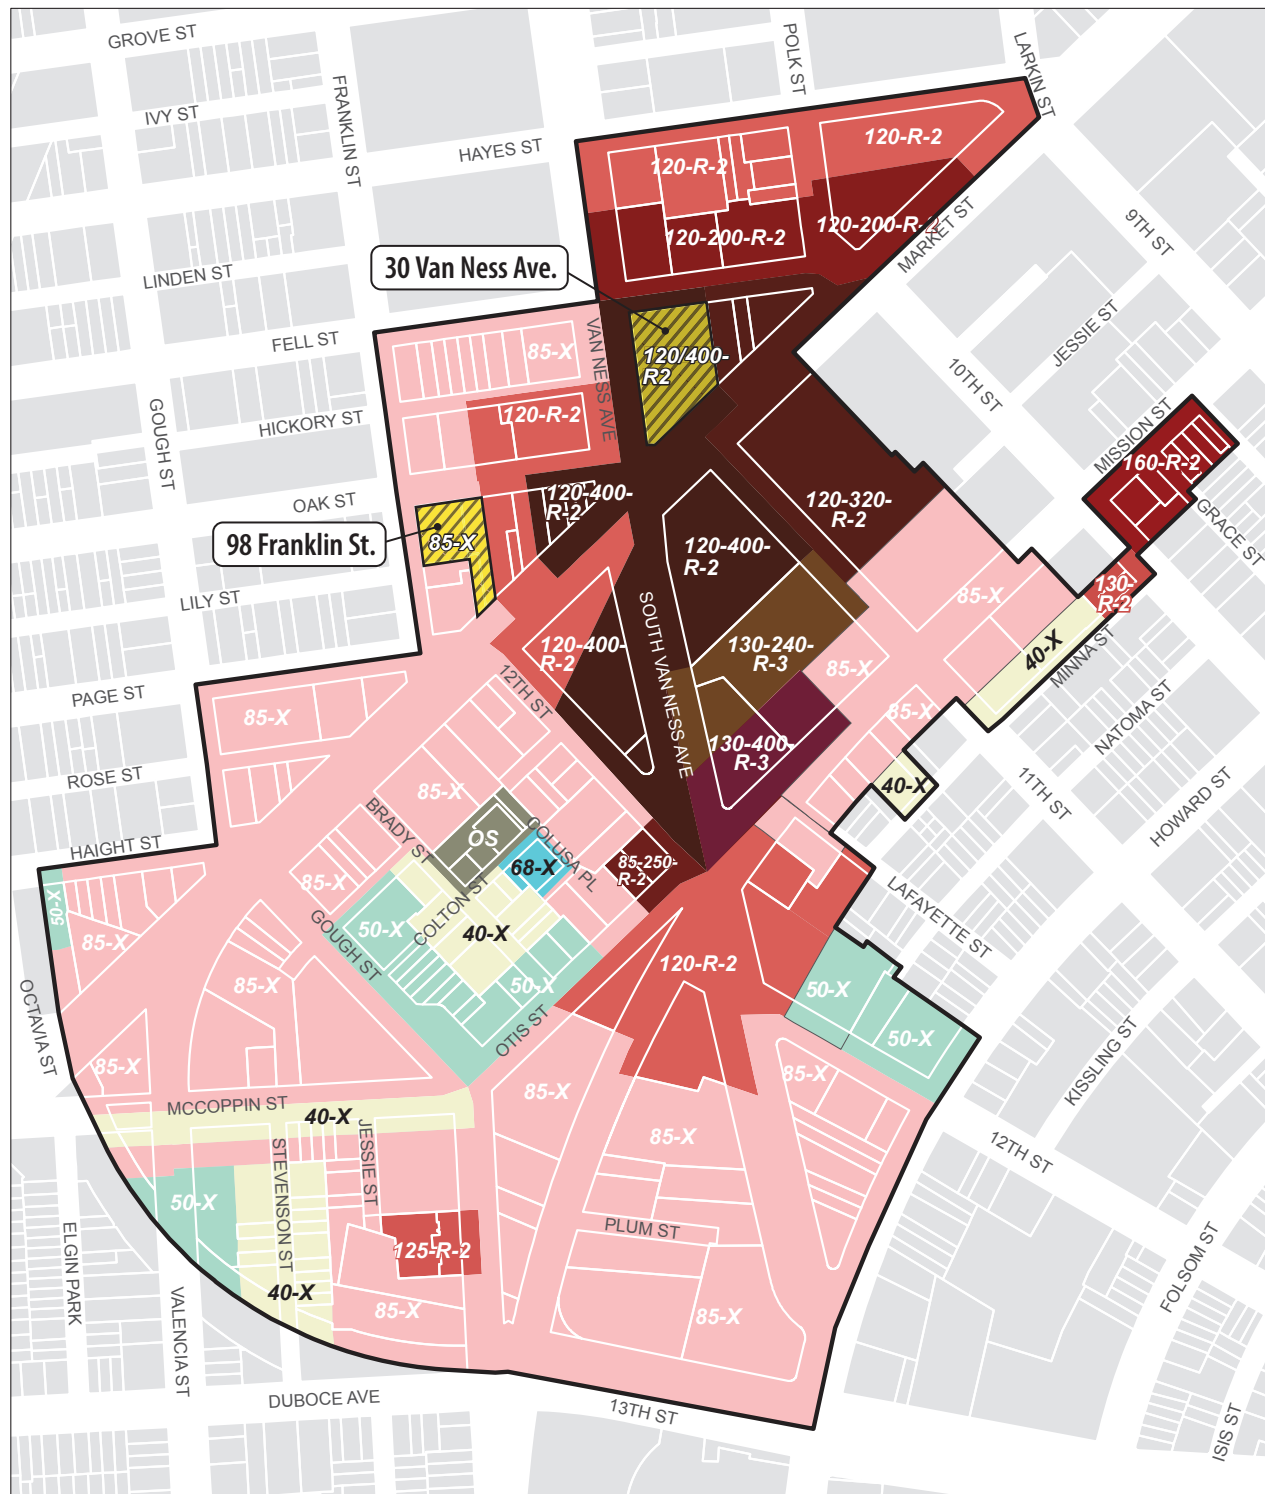 GROVE ST
IVY ST
FRANKLIN ST
HAYES ST
POLK ST
LARKIN ST
120-R-2
120-R-2
120-200-R-2
120-200-R-2
MARKET ST
9TH ST
LINDEN ST
30 Van Ness Ave.
FELL ST
VAN NESS AVE
85-X
120/400-
R2
JESSIE ST
10TH ST
GOUGH ST
HICKORY ST
120-R-2
MISSION ST
160-R-2
GRACE ST
OAK ST
98 Franklin St.
85-X
120-400-
R-2
120-320-
R-2
120-400-
R-2
LILY ST
SOUTH VAN NESS AVE
85-X
130-
R-2
40-X
MINNA ST
120-400-
R-2
130-240-
R-3
85-X
12TH ST
PAGE ST
85-X
85-X
NATOMA ST
130-400-
R-3
ROSE ST
85-X
40-X
11TH ST
HOWARD ST
HAIGHT ST
BRADY ST
OS
COLUSA PL
68-X
85-250-
R-2
85-X
COLTON ST
LAFAYETTE ST
50-X
85-X
GOUGH ST
50-X
40-X
120-R-2
85-X
50-X
50-X
OCTAVIA ST
OTIS ST
50-X
85-X
85-X
85-X
KISSLING ST
MCCOPPIN ST
40-X
JESSIE ST
STEVENSON ST
85-X
12TH ST
50-X
PLUM ST
ELGIN PARK
125-R-2
FOLSOM ST
VALENCIA ST
40-X
85-X
85-X
DUBOCE AVE
13TH ST
ISIS ST